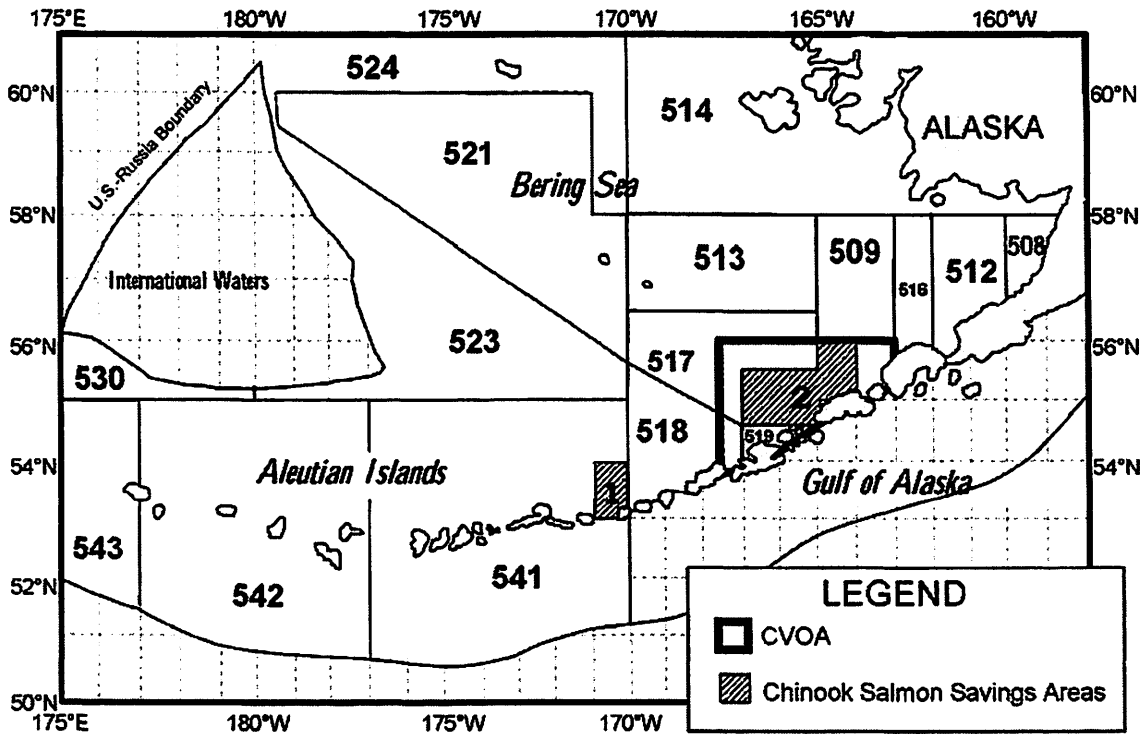 175°E 180°W 175°W 170°W 165°W 160°W
60°N 60°N
58°N 58°N
56°N 56°N
54°N 54°N
52°N
50°N
524
514
ALASKA
U.S.-Russia Boundary
521
Bering Sea
International Waters
513
509
516
512
508
523
517
530
2
518
519
Aleutian Islands
1
Gulf of Alaska
543
542
541
LEGEND
CVOA
Chinook Salmon Savings Areas
175°E 180°W 175°W 170°W